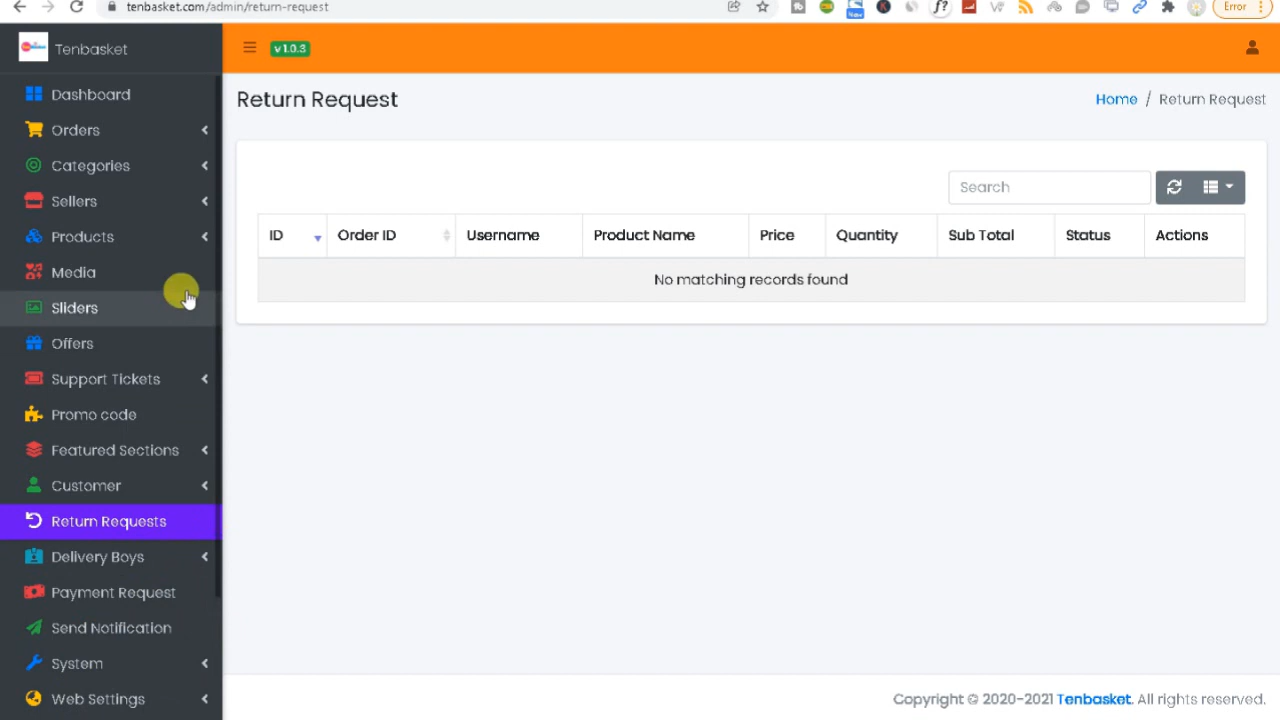 tenbasket.com/admin/return-request
f?
New
Error
Tenbasket
v1.0.3
Dashboard
Orders
Categories
Sellers
Products
Media
Sliders
Offers
Support Tickets
Promo code
Featured Sections
Customer
Return Requests
Delivery Boys
Payment Request
Send Notification
System
Web Settings
Return Request
Home / Return Request
Search
ID Order ID Username Product Name Price Quantity Sub Total Status Actions
No matching records found
Copyright © 2020-2021 Tenbasket. All rights reserved.